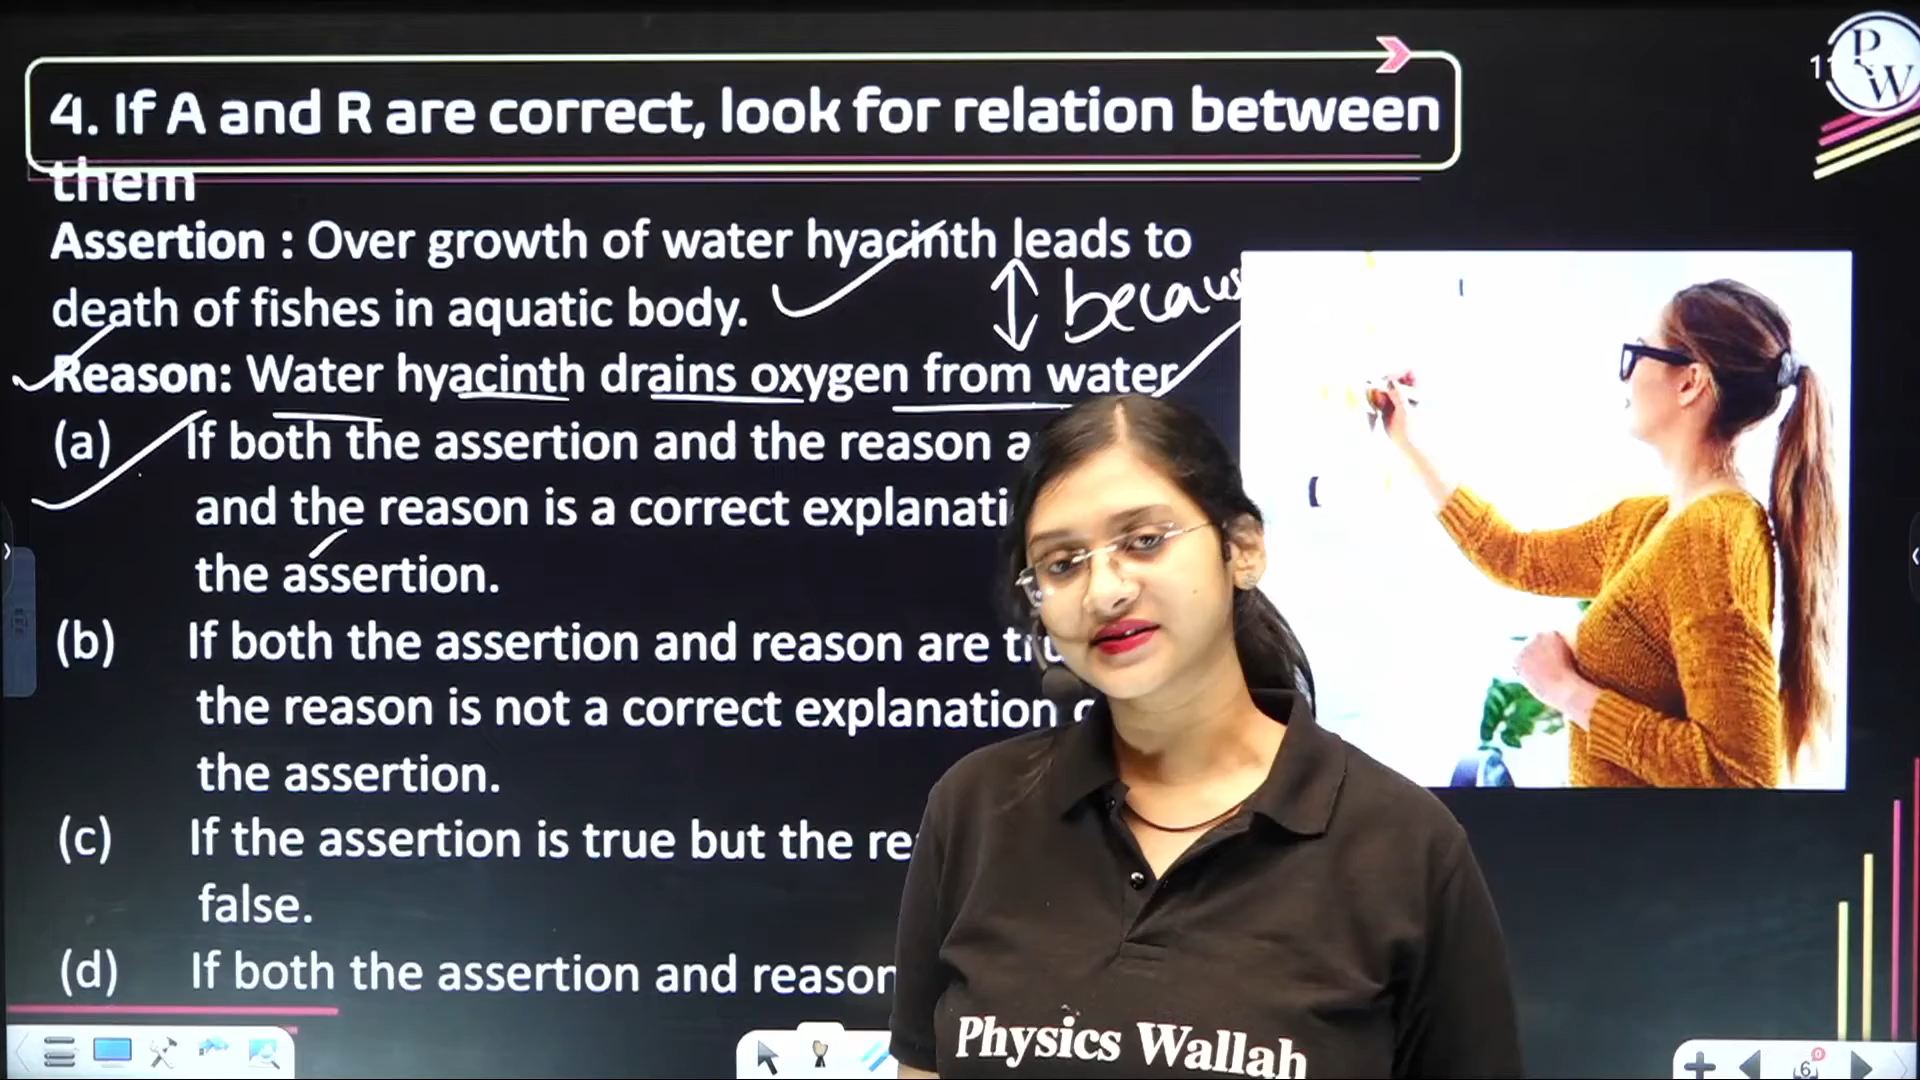 4. If A and R are correct, look for relation between
them
PW
Assertion : Over growth of water hyacinth leads to
death of fishes in aquatic body.
Reason: Water hyacinth drains oxygen from water
(a) If both the assertion and the reason
and the reason is a correct
the assertion.
(b) If both the assertion and reason are
the reason is not a correct explanation
the assertion.
(c) If the assertion is true but the
false.
(d) If both the assertion and reason
Physics Wallah
6